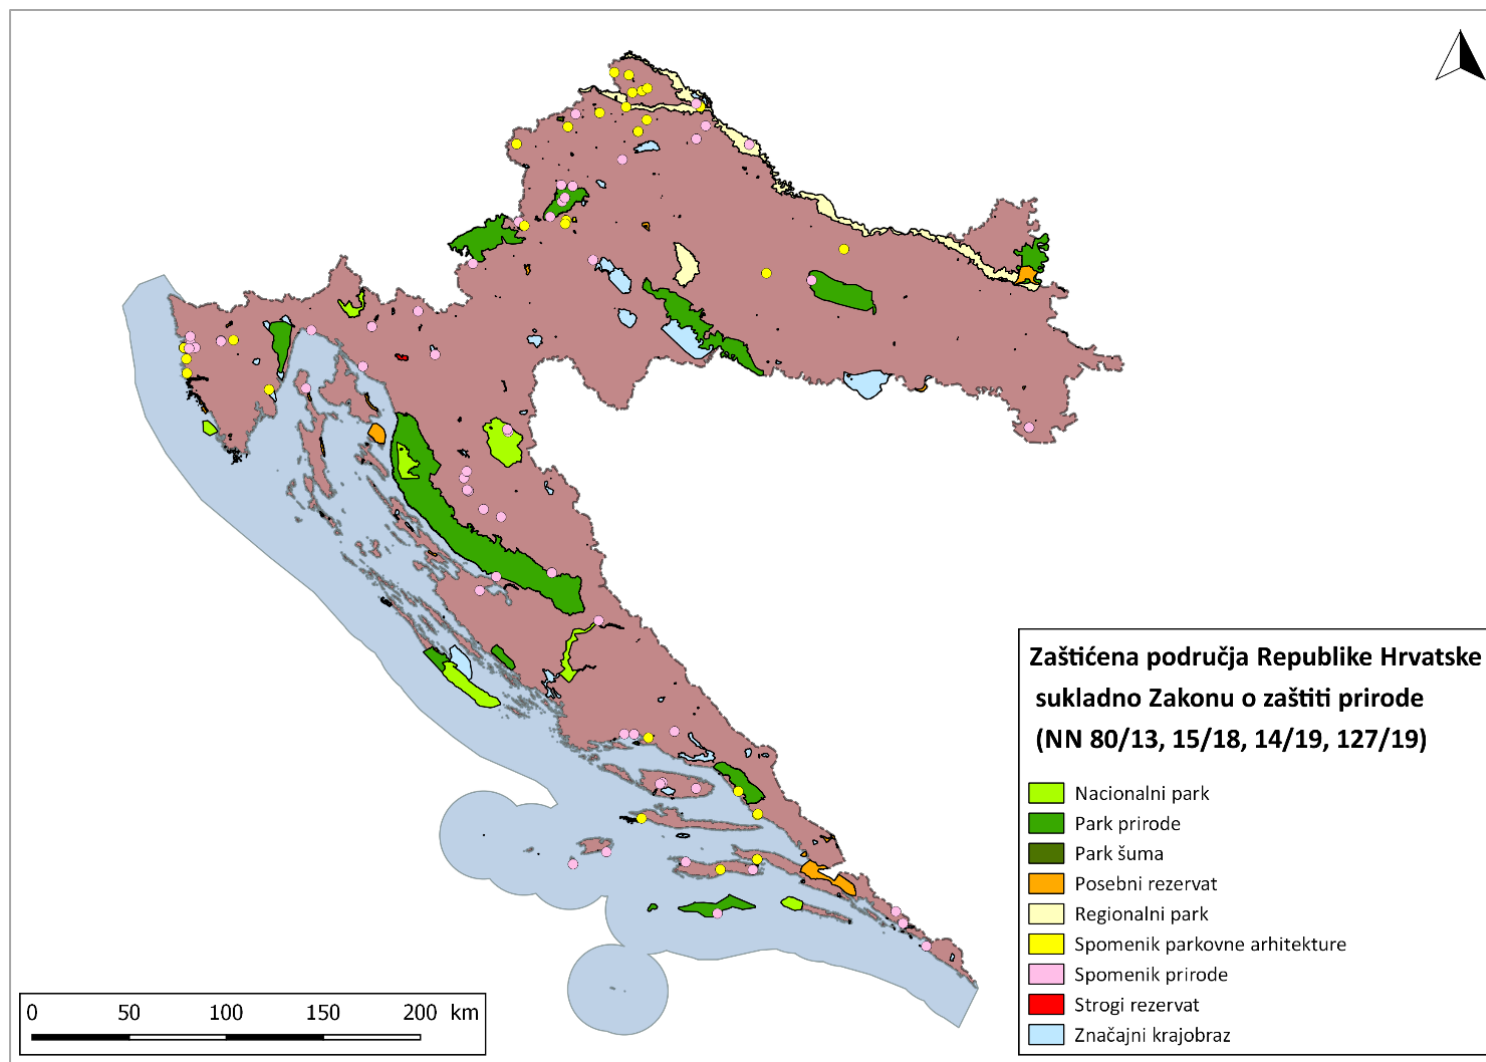 Zaštićena područja Republike Hrvatske
sukladno Zakonu o zaštiti prirode
(NN 80/13, 15/18, 14/19, 127/19)
Nacionalni park
Park prirode
Park šuma
Posebni rezervat
Regionalni park
Spomenik parkovne arhitekture
Spomenik prirode
Strogi rezervat
Značajni krajobraz
0 50 100 150 200 km